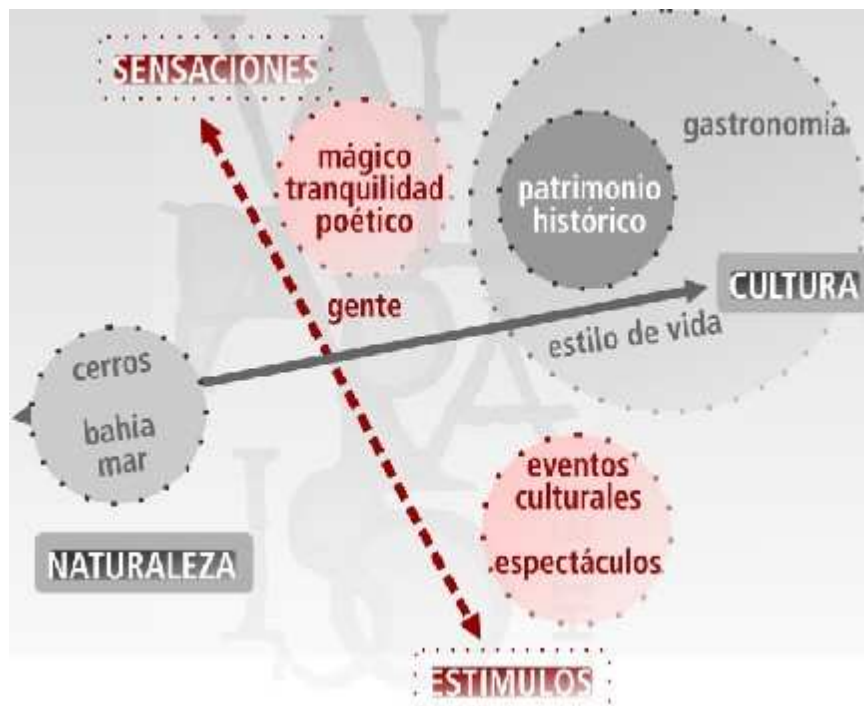 SENSACIONES
mágico
tranquilidad
poético
gastronomia
patrimonio
histórico
CULTURA
gente
estilo de vida
cerros
bahia
mar
NATURALEZA
eventos
culturales
espectáculos
ESTIMULOS